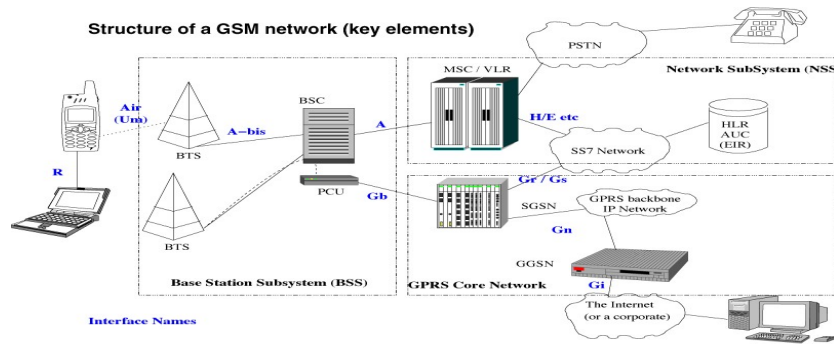 Structure of a GSM network (key elements)
PSTN
MSC / VLR
Network SubSystem (NSS
BSC
Air
(Um)
A-bis
A
H/E etc
HLR
AUC
(EIR)
BTS
SS7 Network
R
PCU
Gb
Gr / Gs
SGSN
GPRS backbone
IP Network
Gn
BTS
GGSN
Base Station Subsystem (BSS)
GPRS Core Network
Gi
The Internet
(or a corporate)
Interface Names